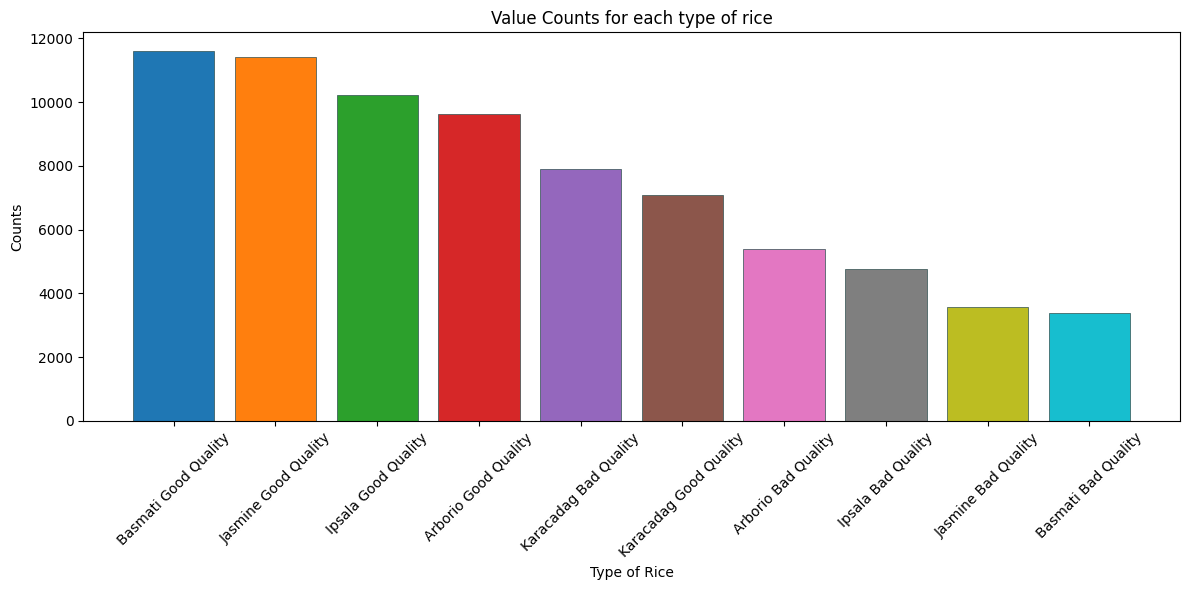 Value Counts for each type of rice
12000
10000
8000
6000
4000
2000
0
Counts
Basmati Good Quality
Jasmine Good Quality
Ipsala Good Quality
Arborio Good Quality
Karacadag Bad Quality
Karacadag Good Quality
Arborio Bad Quality
Ipsala Bad Quality
Jasmine Bad Quality
Basmati Bad Quality
Type of Rice